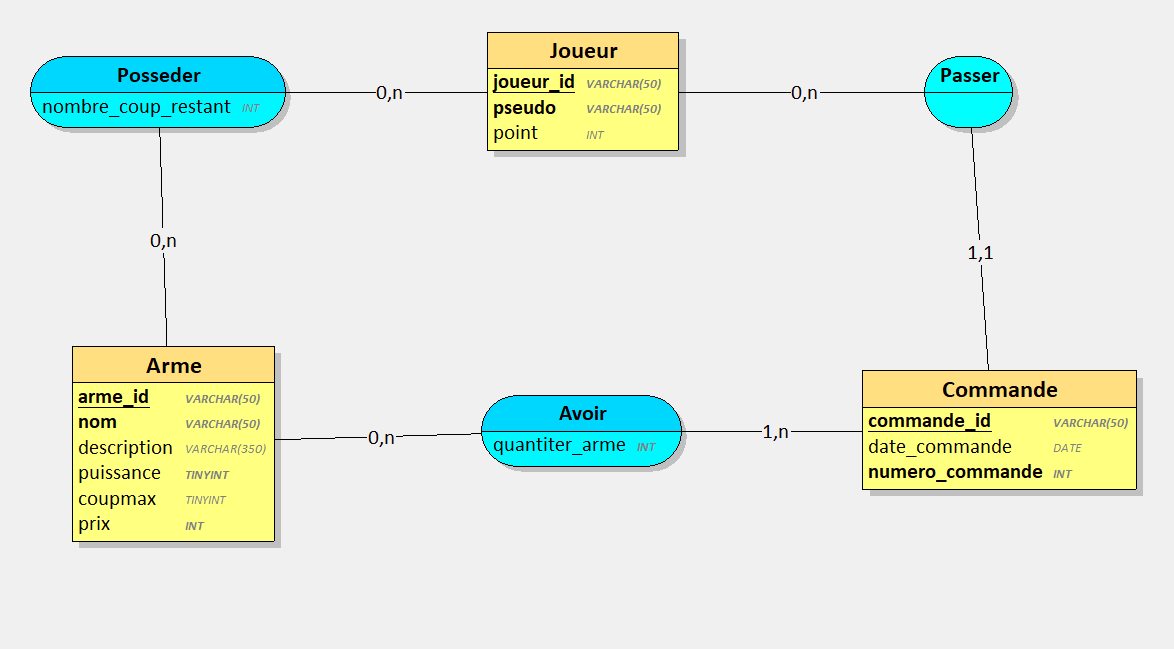 Posseder
nombre_coup_restant INT
0,n
Joueur
joueur_id VARCHAR(50)
pseudo VARCHAR(50)
point INT
0,n
Passer
0,n
1,1
Arme
arme_id VARCHAR(50)
nom VARCHAR(50)
description VARCHAR(350)
puissance TINYINT
coupmax TINYINT
prix INT
0,n
Avoir
quantiter_arme INT
1,n
Commande
commande_id VARCHAR(50)
date_commande DATE
numero_commande INT